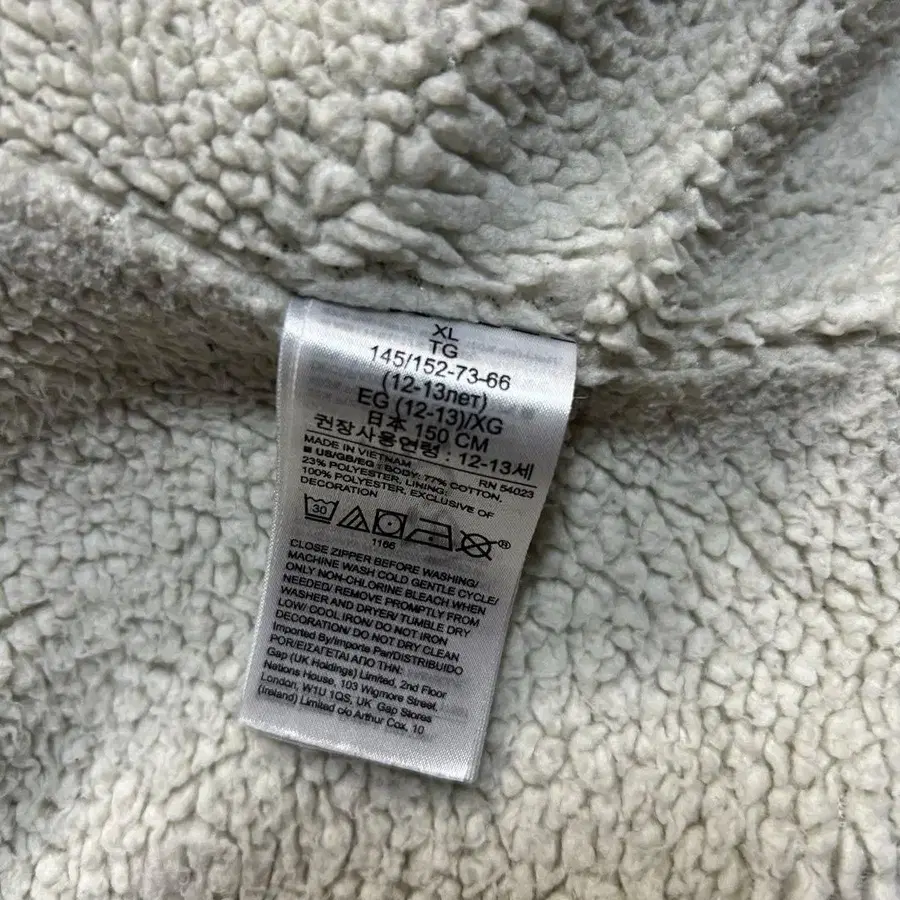 XL
TG
145/152-73-66
(12-13лет)
EG (12-13)/XG
日本 150 CM
권장사용연령 : 12-13세
MADE IN VIETNAM
RN 54023
■ US/GB/EG : BODY: 77% COTTON,
23% POLYESTER, LINING:
100% POLYESTER, EXCLUSIVE OF
DECORATION
30
1166
CLOSE ZIPPER BEFORE WASHING/
MACHINE WASH COLD GENTLE CYCLE/
ONLY NON-CHLORINE BLEACH WHEN
NEEDED/ REMOVE PROMPTLY FROM
WASHER AND DRYER/ TUMBLE DRY
LOW/ COOL IRON/ DO NOT IRON
DECORATION/ DO NOT DRY CLEAN
Imported By/Importe Par/DISTRIBUIDO
POR/ΕΙΣΑΓΕΤΑΙ ΑΠΟ ΤΗΝ:
Gap (UK Holdings) Limited, 2nd Floor
Nations House, 103 Wigmore Street,
London, W1U 1QS, UK Gap Stores
(Ireland) Limited c/o Arthur Cox, 10